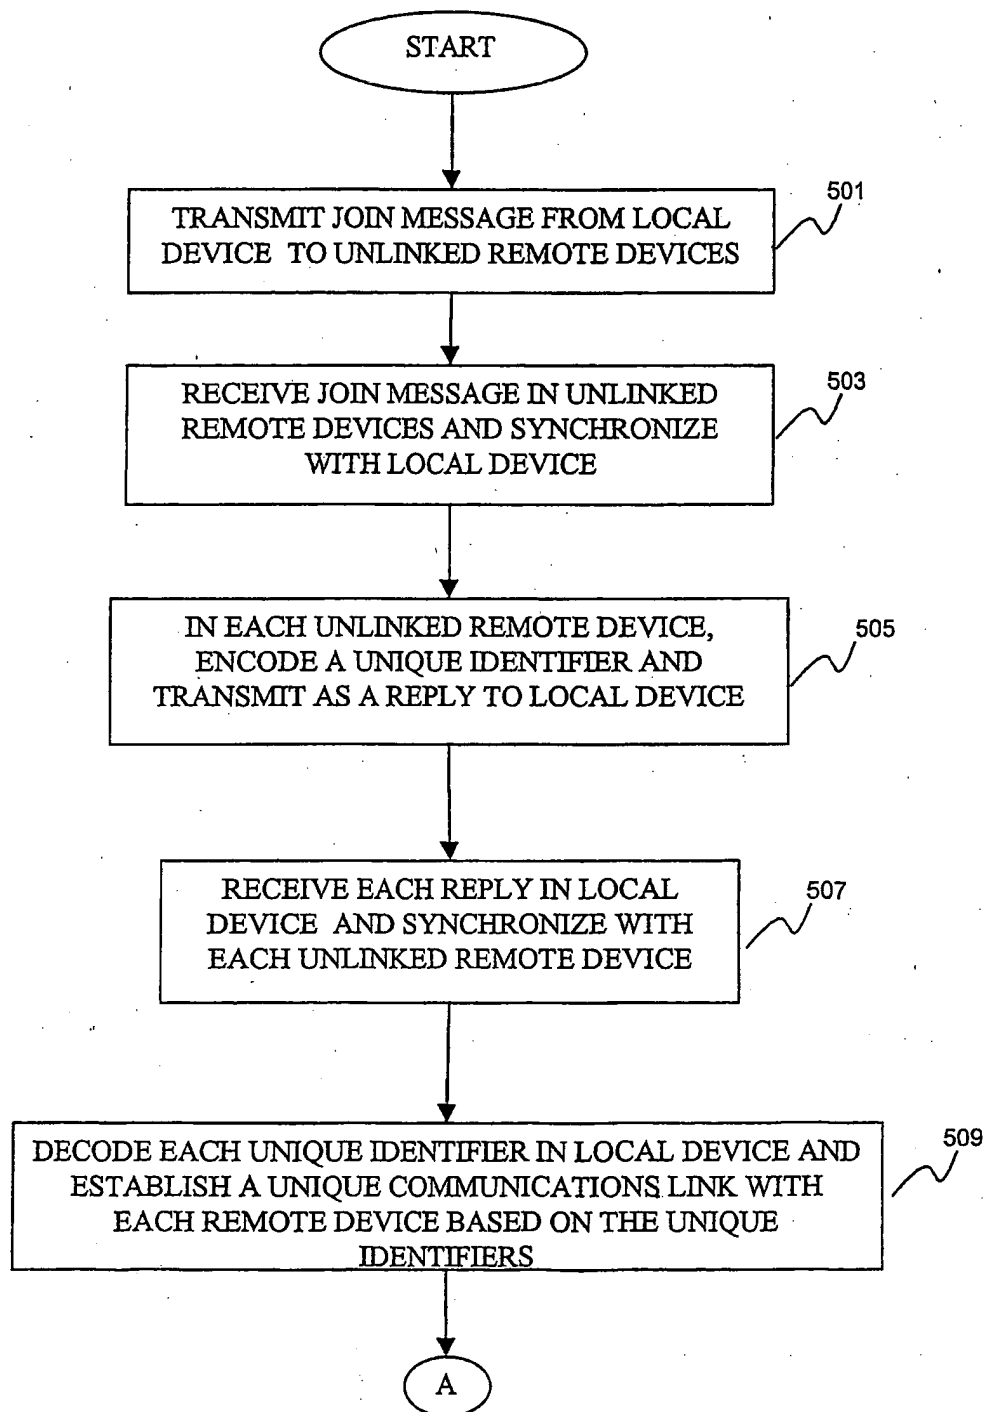 START
TRANSMIT JOIN MESSAGE FROM LOCAL
DEVICE TO UNLINKED REMOTE DEVICES
501
RECEIVE JOIN MESSAGE IN UNLINKED
REMOTE DEVICES AND SYNCHRONIZE
WITH LOCAL DEVICE
503
IN EACH UNLINKED REMOTE DEVICE,
ENCODE A UNIQUE IDENTIFIER AND
TRANSMIT AS A REPLY TO LOCAL DEVICE
505
RECEIVE EACH REPLY IN LOCAL
DEVICE AND SYNCHRONIZE WITH
EACH UNLINKED REMOTE DEVICE
507
DECODE EACH UNIQUE IDENTIFIER IN LOCAL DEVICE AND
ESTABLISH A UNIQUE COMMUNICATIONS LINK WITH
EACH REMOTE DEVICE BASED ON THE UNIQUE
IDENTIFIERS
509
A